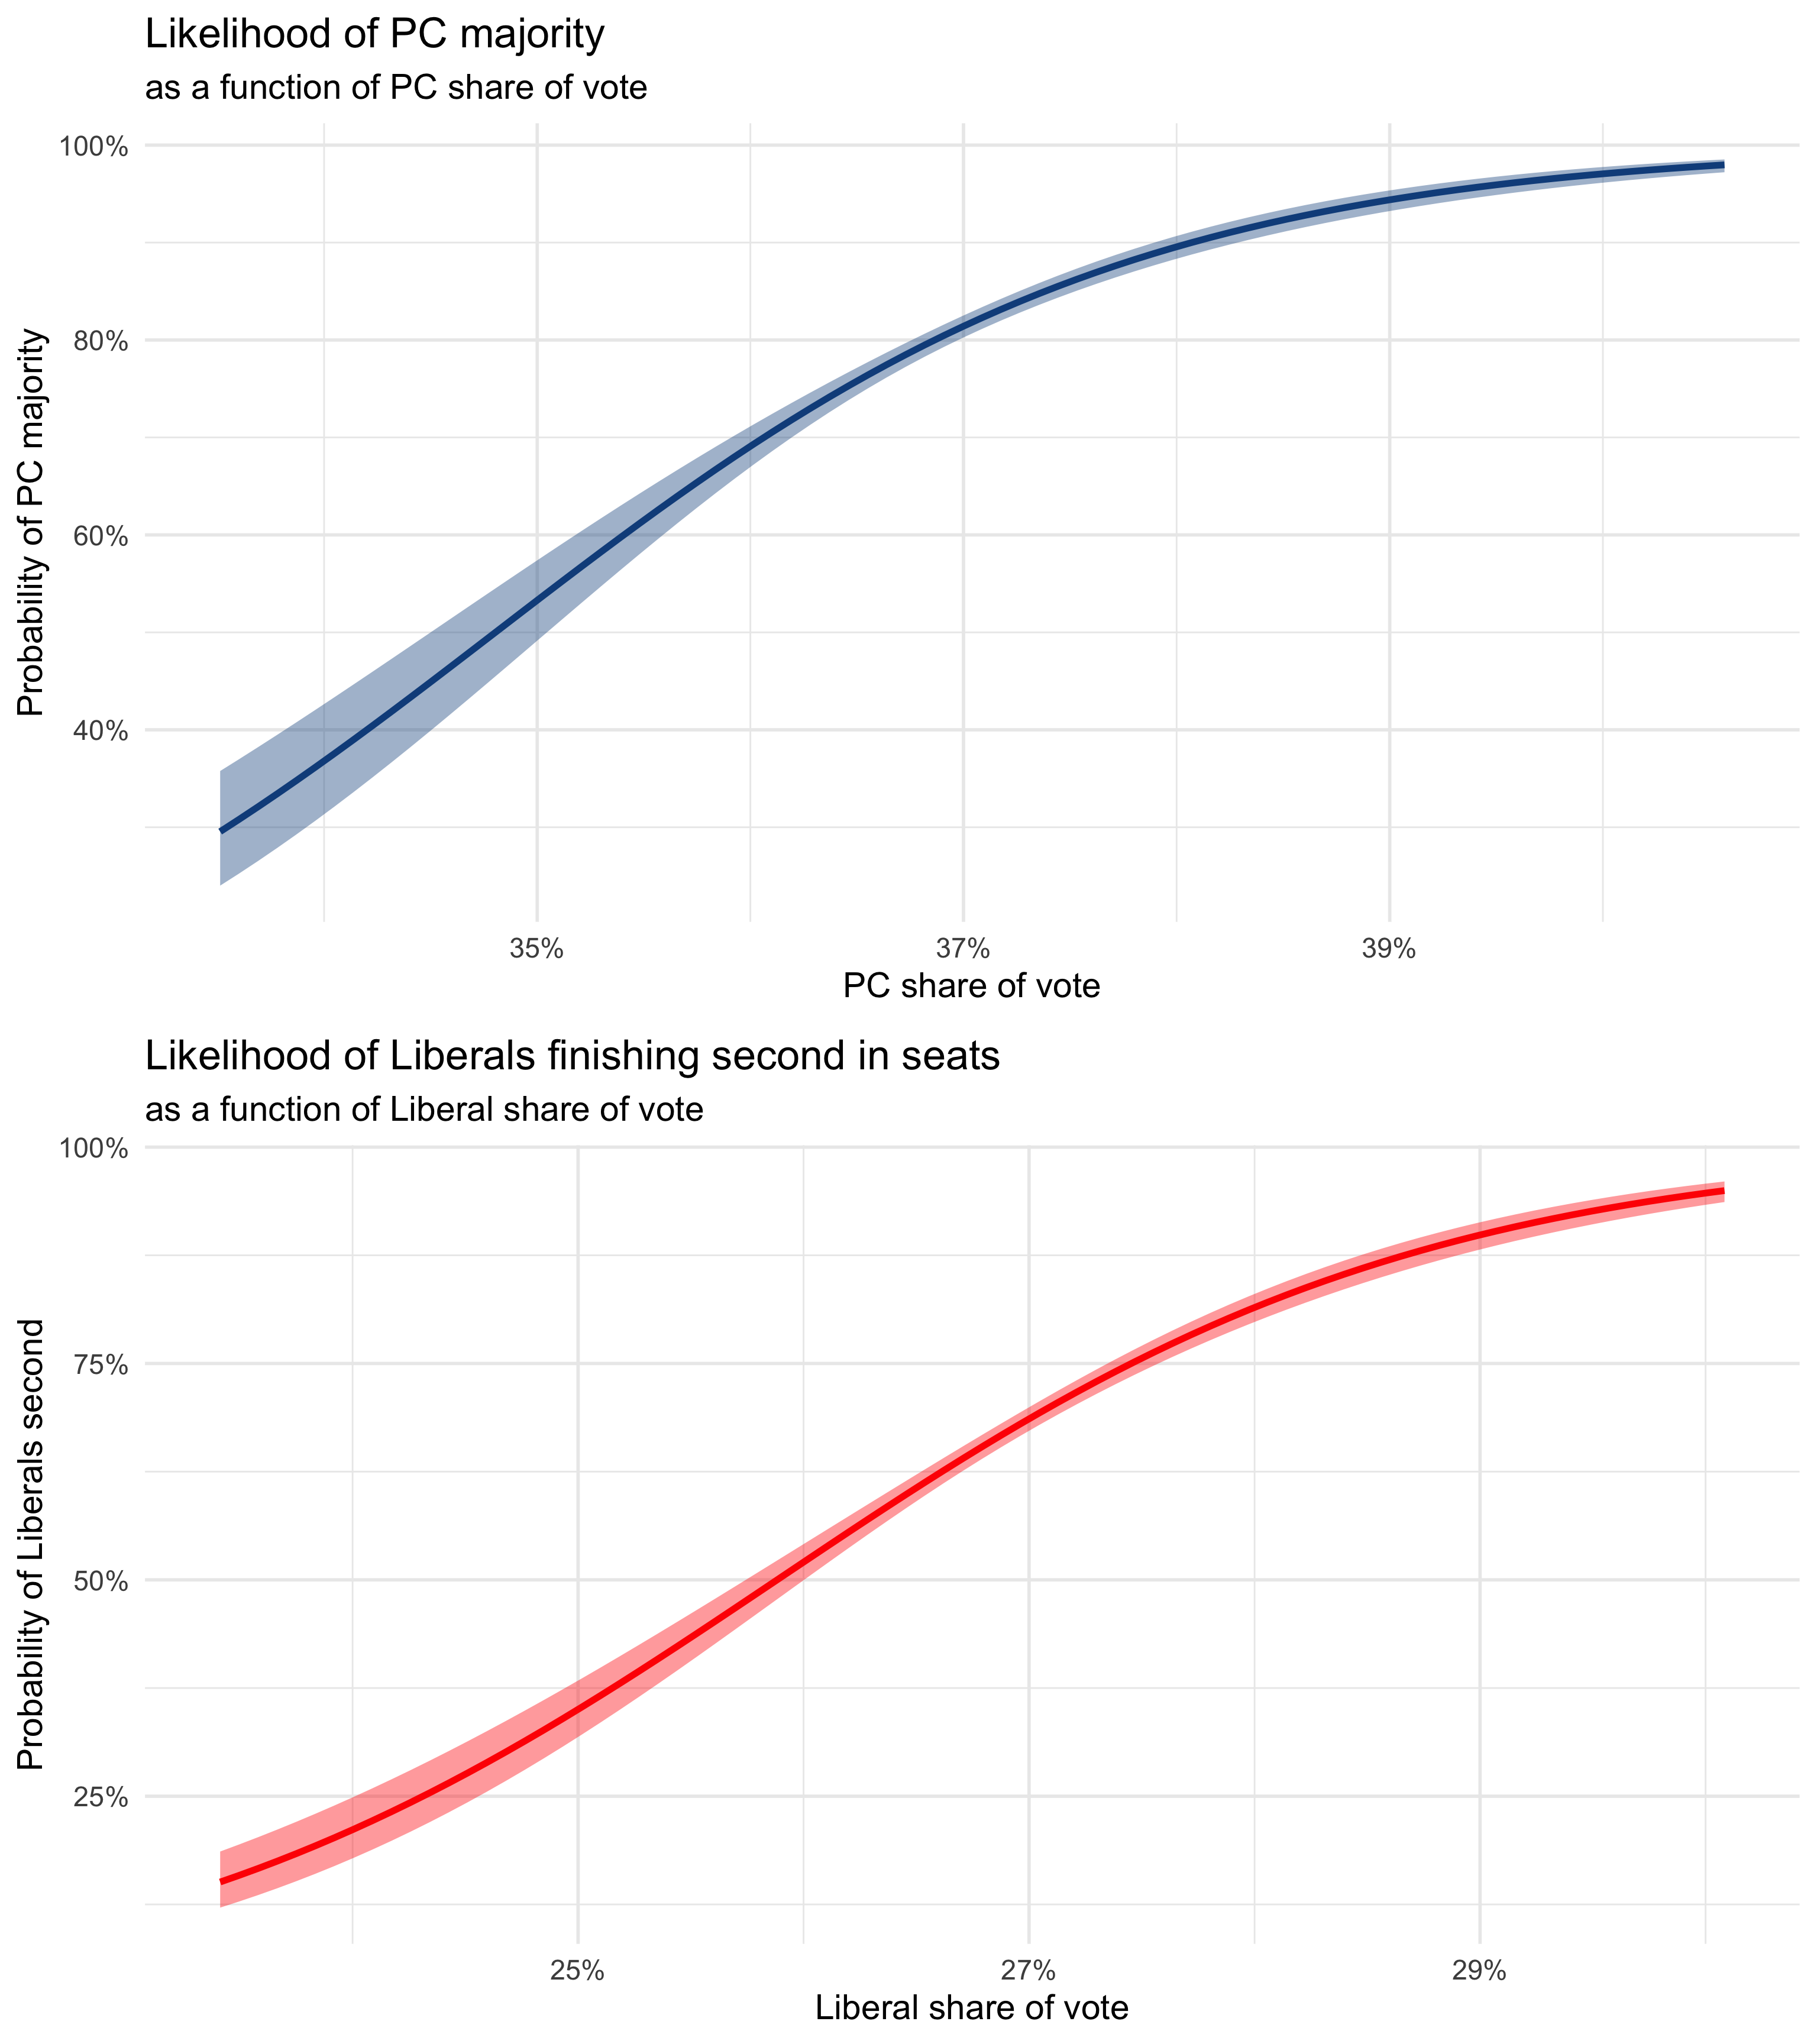 Likelihood of PC majority
as a function of PC share of vote
100%
80%
60%
40%
Probability of PC majority
35% 37% 39%
PC share of vote
Likelihood of Liberals finishing second in seats
as a function of Liberal share of vote
100%
75%
50%
25%
Probability of Liberals second
25% 27% 29%
Liberal share of vote